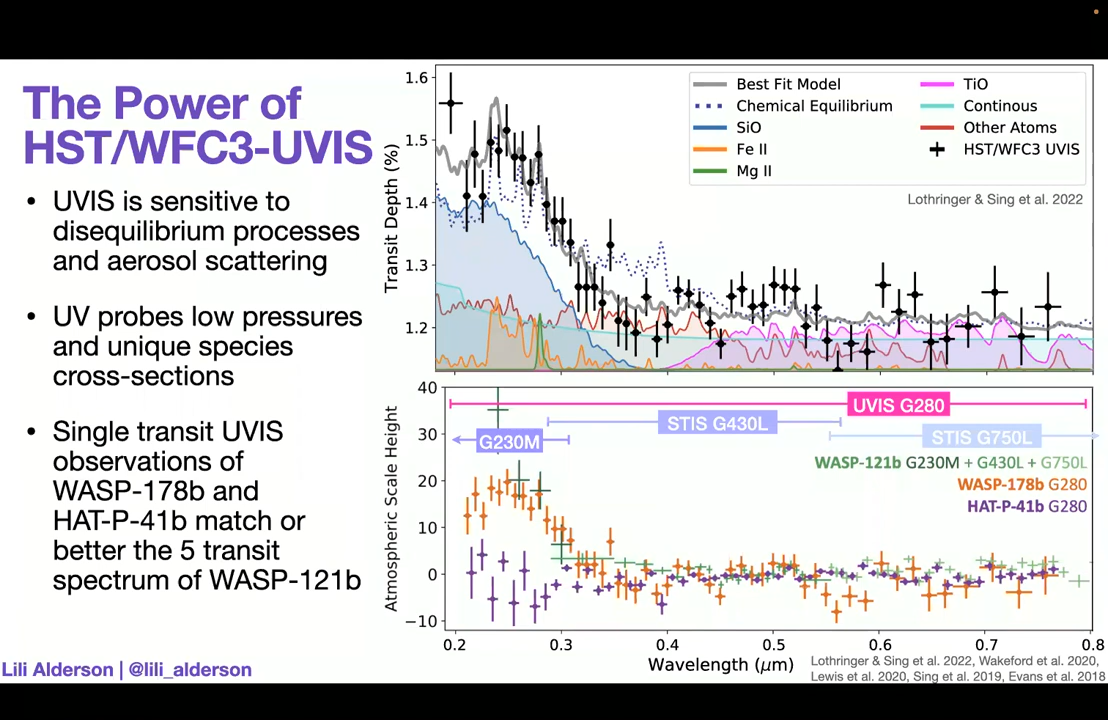 The Power of
HST/WFC3-UVIS
• UVIS is sensitive to
disequilibrium processes
and aerosol scattering
• UV probes low pressures
and unique species
cross-sections
• Single transit UVIS
observations of
WASP-178b and
HAT-P-41b match or
better the 5 transit
spectrum of WASP-121b
Lili Alderson | @lili_alderson
Transit Depth (%)
1.6
1.5
1.4
1.3
1.2
Best Fit Model
Chemical Equilibrium
SiO
Fe II
Mg II
TiO
Continous
Other Atoms
HST/WFC3 UVIS
Lothringer & Sing et al. 2022
Atmospheric Scale Height
40
30
20
10
0
−10
UVIS G280
STIS G430L
G230M
STIS G750L
WASP-121b G230M + G430L + G750L
WASP-178b G280
HAT-P-41b G280
0.2 0.3 0.4 0.5 0.6 0.7 0.8
Wavelength (μm)
Lothringer & Sing et al. 2022, Wakeford et al. 2020,
Lewis et al. 2020, Sing et al. 2019, Evans et al. 2018